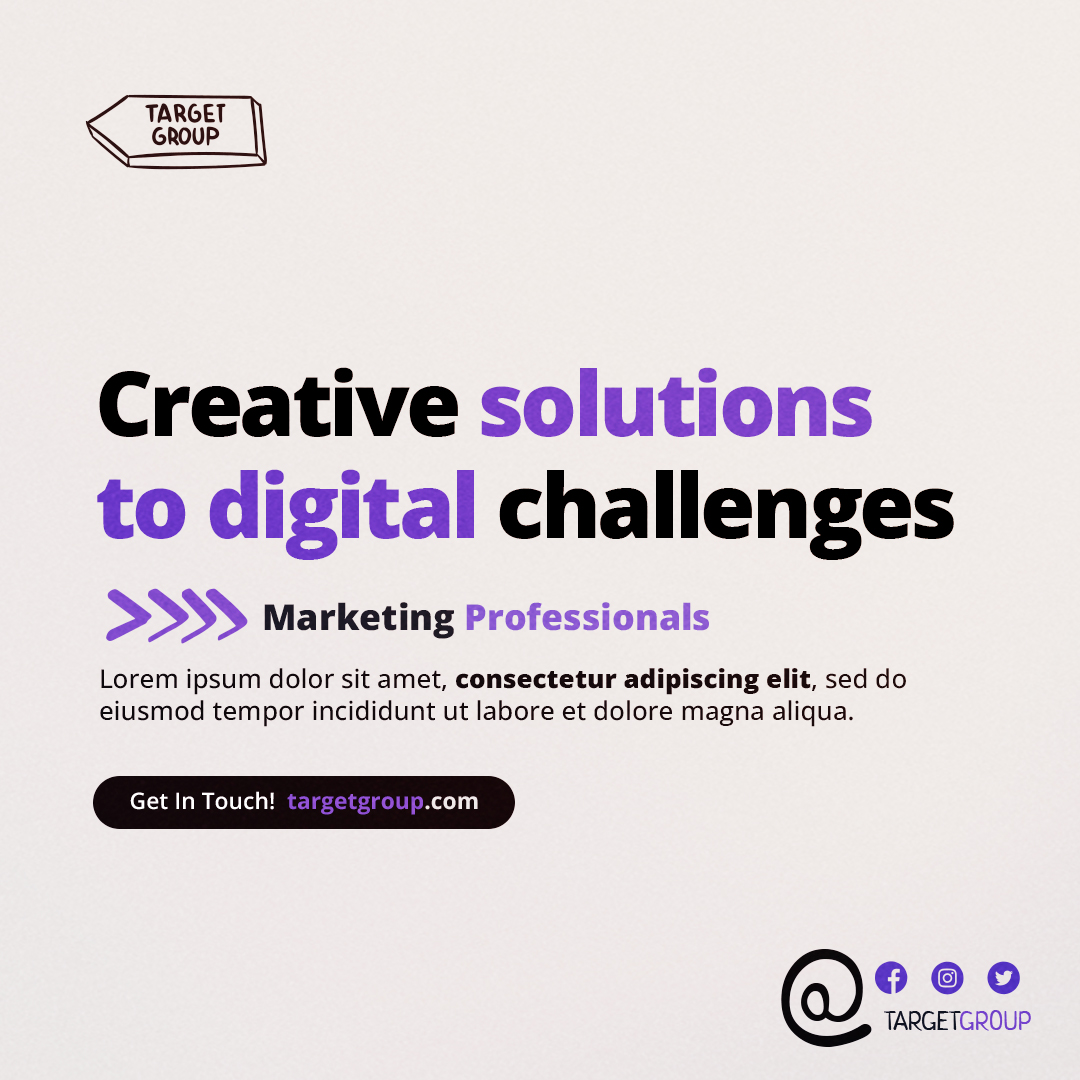 TARGET
GROUP
Creative solutions
to digital challenges
Marketing Professionals
Lorem ipsum dolor sit amet, consectetur adipiscing elit, sed do
eiusmod tempor incididunt ut labore et dolore magna aliqua.
Get In Touch! targetgroup.com
@
TARGETGROUP